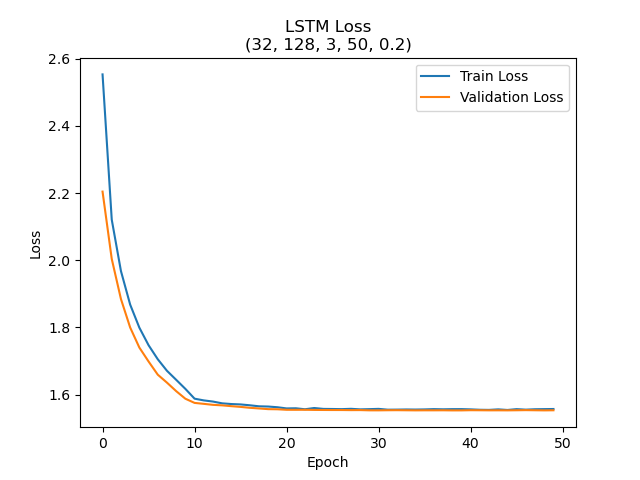 LSTM Loss
(32, 128, 3, 50, 0.2)
Train Loss
Validation Loss
2.6
2.4
2.2
2.0
1.8
1.6
Loss
0 10 20 30 40 50
Epoch